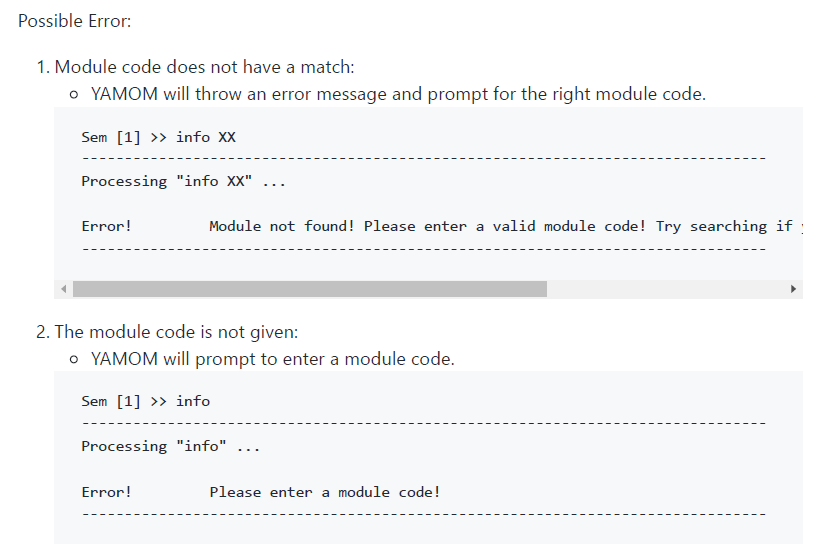 Possible Error:
1. Module code does not have a match:
○ YAMOM will throw an error message and prompt for the right module code.
Sem [1] >> info XX
--------------------------------------------------------------------------------
Processing "info XX" ...
Error!         Module not found! Please enter a valid module code! Try searching if
--------------------------------------------------------------------------------
2. The module code is not given:
○ YAMOM will prompt to enter a module code.
Sem [1] >> info
--------------------------------------------------------------------------------
Processing "info" ...
Error!         Please enter a module code!
--------------------------------------------------------------------------------